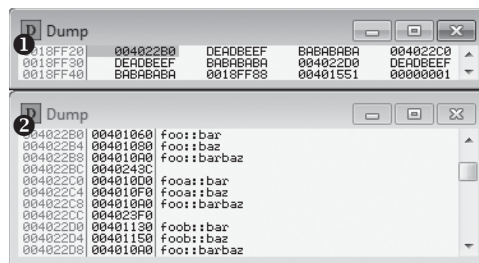 D Dump
1
0018FF20 004022B0 DEADBEEF BABABABA 004022C0
0018FF30 DEADBEEF BABABABA 004022D0 DEADBEEF
0018FF40 BABABABA 0018FF88 00401551 00000001
D Dump
2
004022B0 00401060 foo::bar
004022B4 00401080 foo::baz
004022B8 004010A0 foo::barbaz
004022BC 0040243C
004022C0 004010D0 fooa::bar
004022C4 004010F0 fooa::baz
004022C8 004010A0 foo::barbaz
004022CC 004023F0
004022D0 00401130 foob::bar
004022D4 00401150 foob::baz
004022D8 004010A0 foo::barbaz